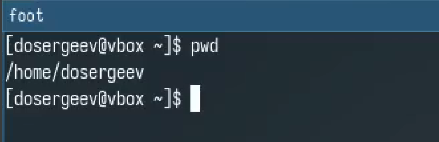 foot
[dosergeev@vbox ~]$ pwd
/home/dosergeev
[dosergeev@vbox ~]$